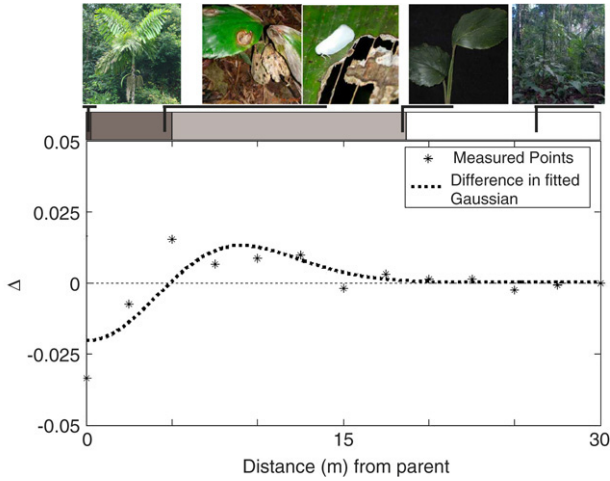 0.05
Measured Points
Difference in fitted
Gaussian
0.025
Δ
0
-0.025
-0.05
0
15
30
Distance (m) from parent